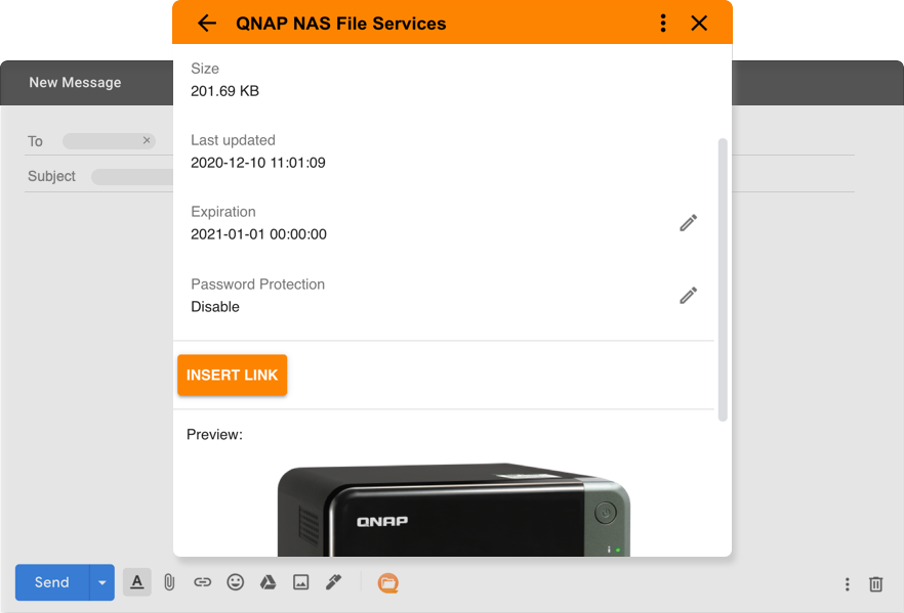 QNAP NAS File Services
New Message
Size
201.69 KB
To
Last updated
2020-12-10 11:01:09
Subject
Expiration
2021-01-01 00:00:00
Password Protection
Disable
INSERT LINK
Preview:
QNAP
Send
A